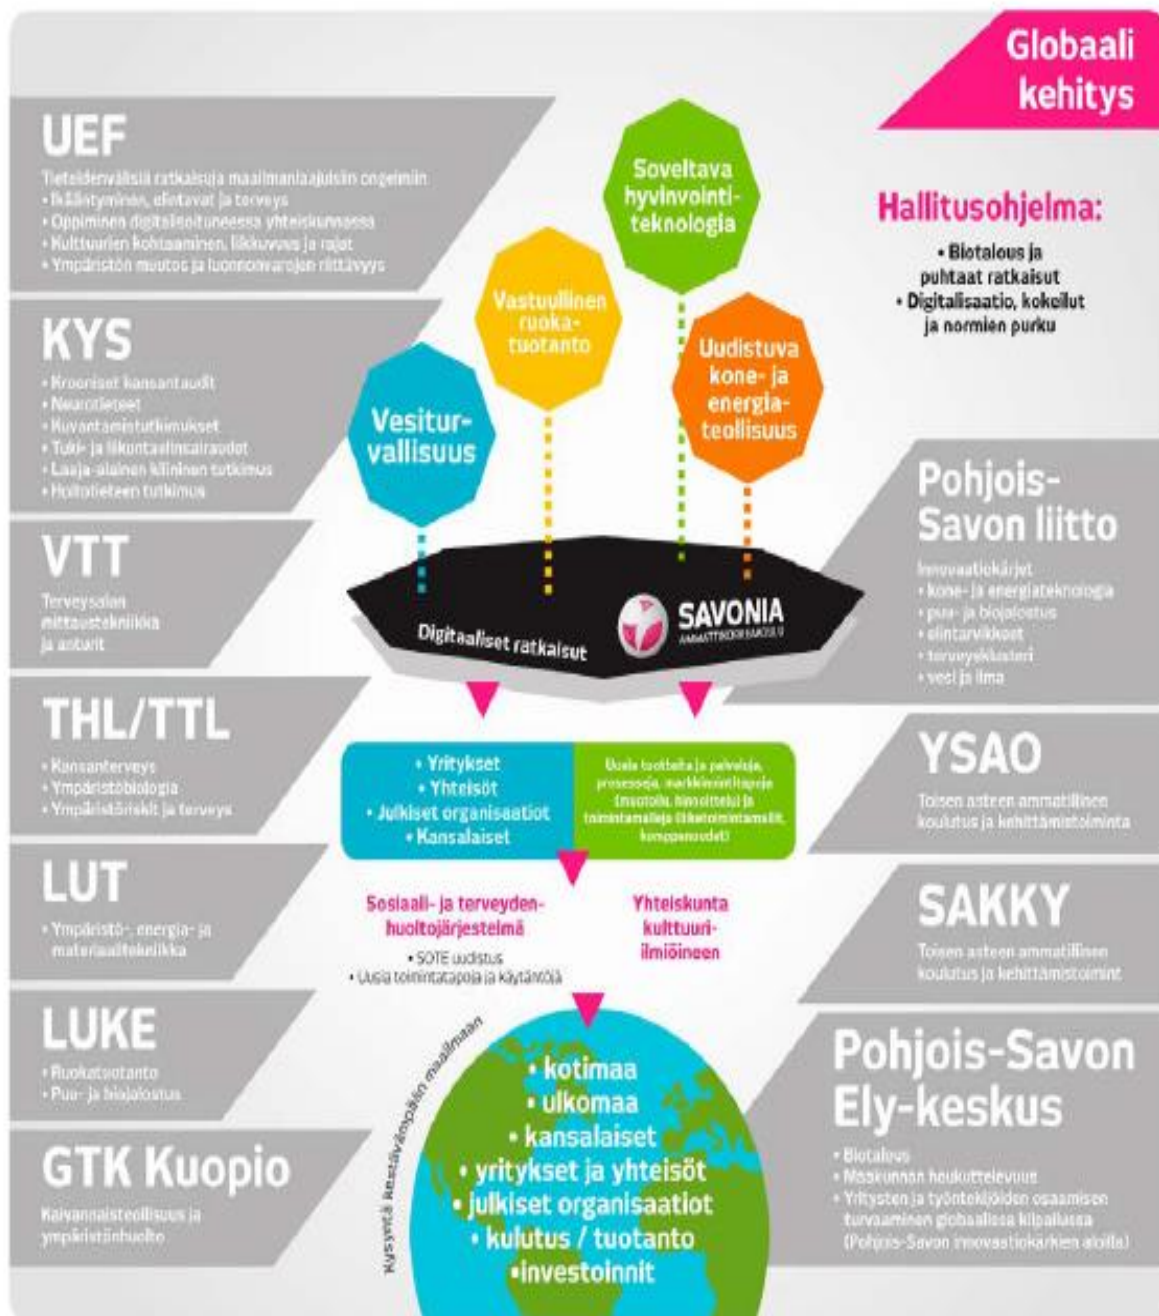 Globaali
kehitys
UEF
Tieteidenvälisiä ratkaisuja maailmanlaajuisiin ongelmiin
• Ikääntyminen, elintavat ja terveys
• Oppiminen digitalisoituneessa yhteiskunnassa
• Kulttuurien kohtaaminen, liikkuvuus ja rajat
• Ympäristön muutos ja luonnonvarojen riittävyys
KYS
• Krooniset kansantaudit
• Neurotieteet
• Kuvantamistutkimukset
• Tuki- ja liikuntaelinsairaudet
• Laaja-alainen kliininen tutkimus
• Hoitotieteen tutkimus
VTT
Terveysalan
mittaustekniikka
ja anturit
THL/TTL
• Kansanterveys
• Ympäristöbiologia
• Ympäristöriskit ja terveys
LUT
• Ympäristö-, energia- ja
materiaalitekniikka
LUKE
• Ruokatuotanto
• Puu- ja biojalostus
GTK Kuopio
Kaivannaisteollisuus ja
ympäristönhuolto
Soveltava
hyvinvointi-
teknologia
Vastuullinen
ruoka-
tuotanto
Uudistuva
kone- ja
energia-
teollisuus
Vesitur-
vallisuus
Digitaaliset ratkaisut
SAVONIA
AMMATTIKORKEAKOULU
• Yritykset
• Yhteisöt
• Julkiset organisaatiot
• Kansalaiset
Uusia tuotteita ja palveluja,
prosesseja, markkinointitapoja
(muotoilu, hinnoittelu) ja
toimintamalleja (liiketoimintamallit,
kumppanuudet)
Sosiaali- ja terveyden-
huoltojärjestelmä
• SOTE uudistus
• Uusia toimintatapoja ja käytäntöjä
Yhteiskunta
kulttuuri-
ilmiöineen
Kysyntä kestävämpään maailmaan
• kotimaa
• ulkomaa
• kansalaiset
• yritykset ja yhteisöt
• julkiset organisaatiot
• kulutus / tuotanto
•investoinnit
Hallitusohjelma:
• Biotalous ja
puhtaat ratkaisut
• Digitalisaatio, kokeilut
ja normien purku
Pohjois-
Savon liitto
Innovaatiokärjet
• kone- ja energiateknologia
• puu- ja biojalostus
• elintarvikkeet
• terveysklusteri
• vesi ja ilma
YSAO
Toisen asteen ammatillinen
koulutus ja kehittämistoiminta
SAKKY
Toisen asteen ammatillinen
koulutus ja kehittämistoimint
Pohjois-Savon
Ely-keskus
• Biotalous
• Maakunnan houkuttelevuus
• Yritysten ja työntekijöiden osaamisen
turvaaminen globaalissa kilpailussa
(Pohjois-Savon innovaatiokärkien aloilla)